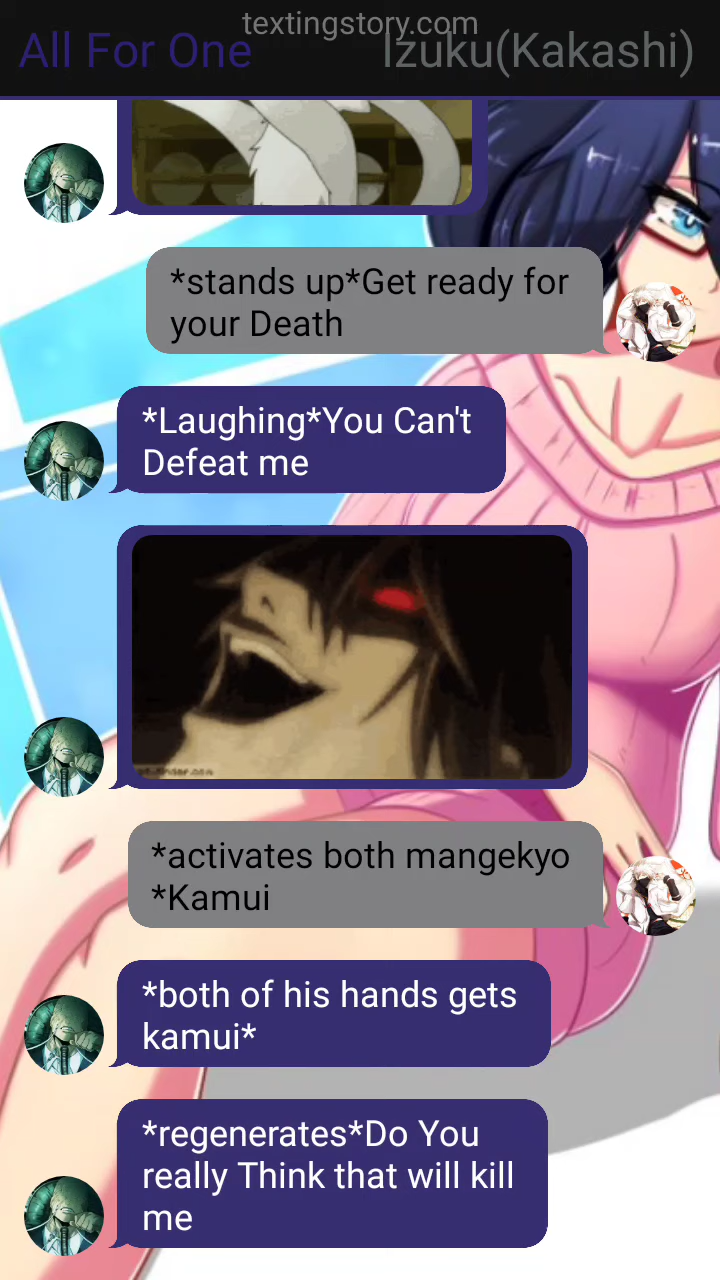 textingstory.com
All For One
Izuku(Kakashi)
*stands up*Get ready for
your Death
*Laughing*You Can't
Defeat me
*activates both mangekyo
*Kamui
*both of his hands gets
kamui*
*regenerates*Do You
really Think that will kill
me